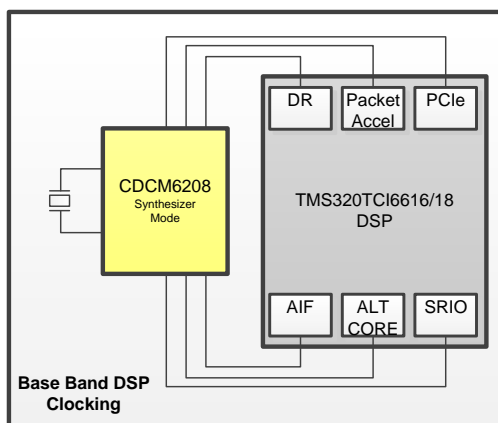 DR
Packet
Accel
PCIe
CDCM6208
Synthesizer
Mode
TMS320TCI6616/18
DSP
AIF
ALT
CORE
SRIO
Base Band DSP
Clocking